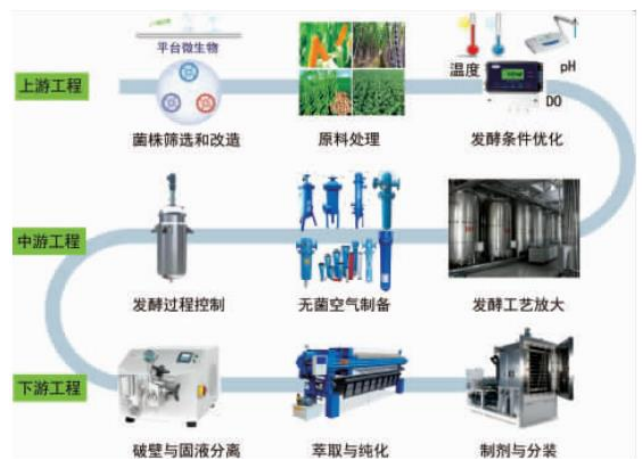 平台微生物
上游工程
菌株筛选和改造
原料处理
温度
pH
DO
发酵条件优化
中游工程
发酵过程控制
无菌空气制备
发酵工艺放大
下游工程
破壁与固液分离
萃取与纯化
制剂与分装